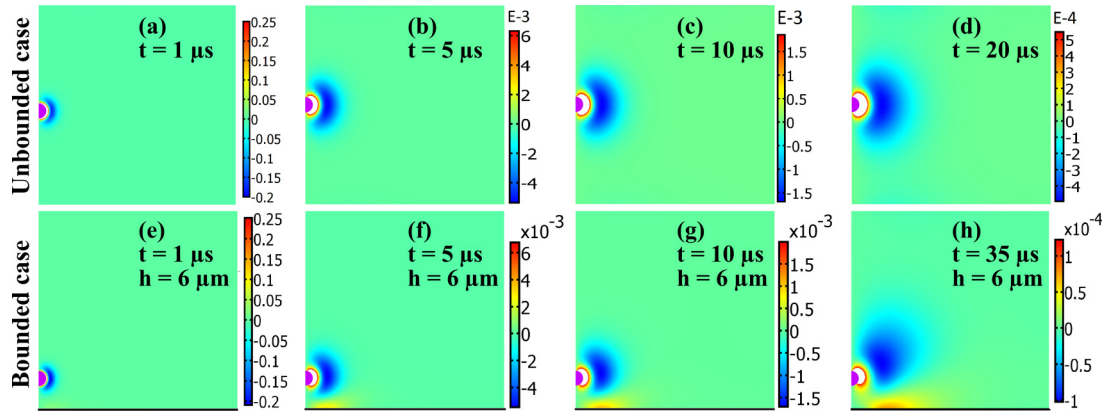 Unbounded case
(a)
t = 1 µs
0.25
0.2
0.15
0.1
0.05
0
-0.05
-0.1
-0.15
-0.2
(b)
t = 5 µs
E-3
6
4
2
0
-2
-4
(c)
t = 10 µs
E-3
1.5
1
0.5
0
-0.5
-1
-1.5
(d)
t = 20 µs
E-4
5
4
3
2
1
0
-1
-2
-3
-4
Bounded case
(e)
t = 1 µs
h = 6 µm
0.25
0.2
0.15
0.1
0.05
0
-0.05
-0.1
-0.15
-0.2
(f)
t = 5 µs
h = 6 µm
×10⁻³
6
4
2
0
-2
-4
(g)
t = 10 µs
h = 6 µm
×10⁻³
1.5
1
0.5
0
-0.5
-1
-1.5
(h)
t = 35 µs
h = 6 µm
×10⁻⁴
1
0.5
0
-0.5
-1